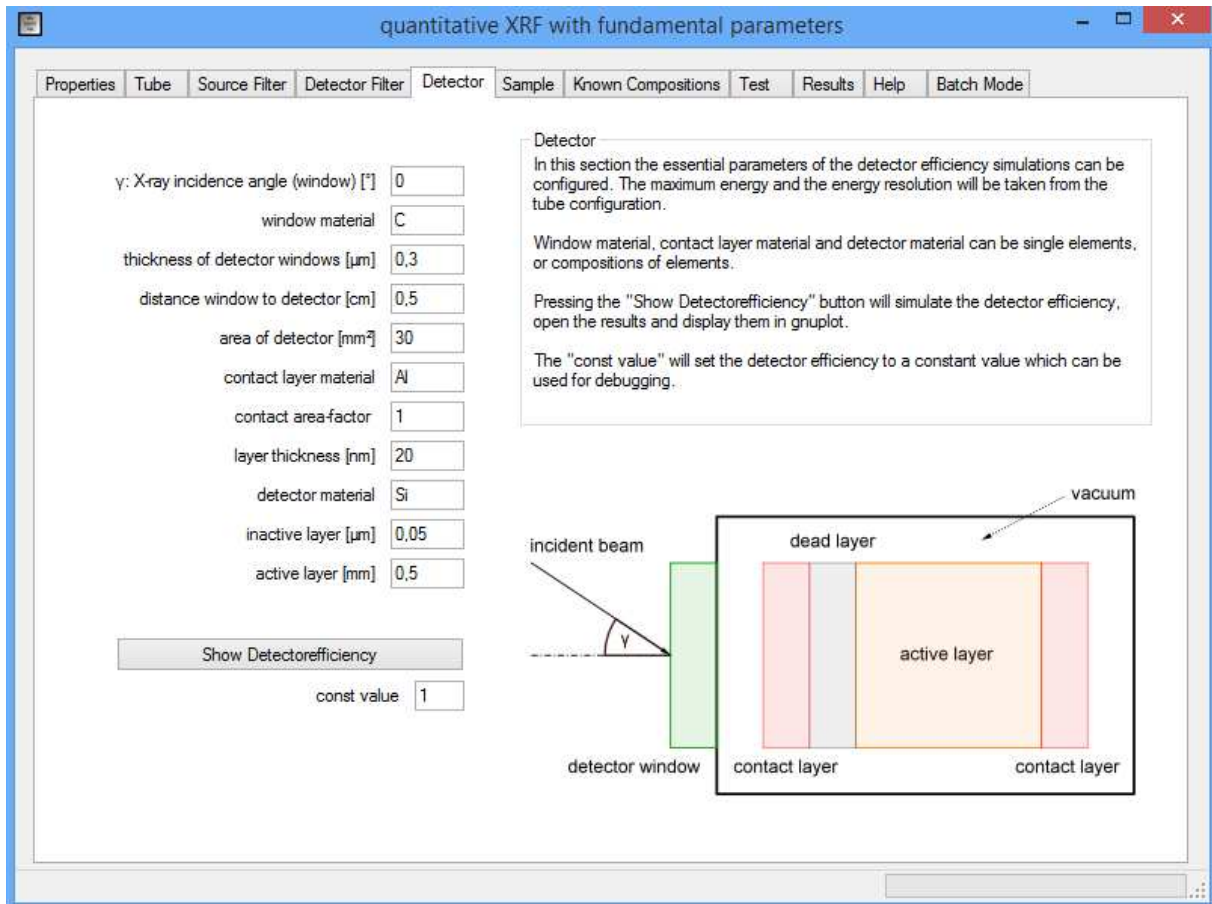 quantitative XRF with fundamental parameters
Properties Tube Source Filter Detector Filter Detector Sample Known Compositions Test Results Help Batch Mode
γ: X-ray incidence angle (window) [°] 0
window material C
thickness of detector windows [µm] 0,3
distance window to detector [cm] 0,5
area of detector [mm²] 30
contact layer material Al
contact area-factor 1
layer thickness [nm] 20
detector material Si
inactive layer [µm] 0,05
active layer [mm] 0,5
Show Detectorefficiency
const value 1
Detector
In this section the essential parameters of the detector efficiency simulations can be
configured. The maximum energy and the energy resolution will be taken from the
tube configuration.
Window material, contact layer material and detector material can be single elements,
or compositions of elements.
Pressing the "Show Detectorefficiency" button will simulate the detector efficiency,
open the results and display them in gnuplot.
The "const value" will set the detector efficiency to a constant value which can be
used for debugging.
vacuum
incident beam
dead layer
γ
active layer
detector window
contact layer
contact layer